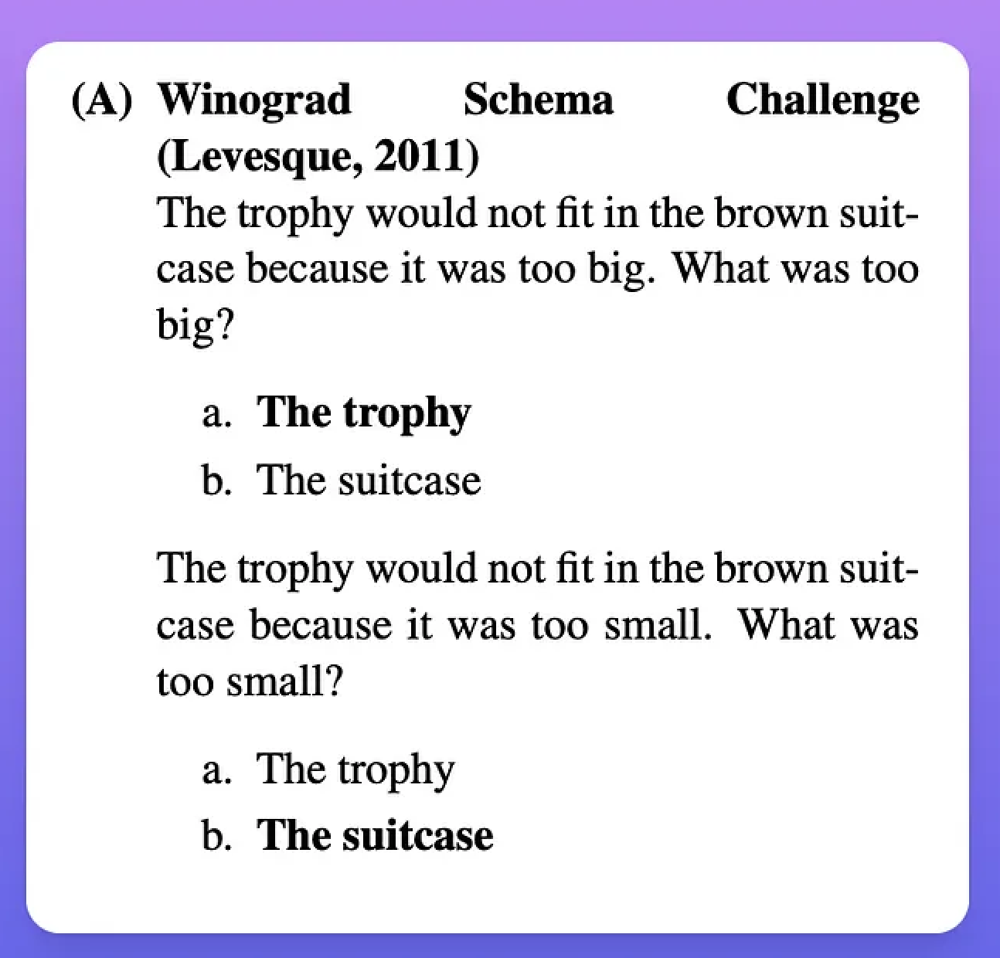 (A) Winograd Schema Challenge
(Levesque, 2011)
The trophy would not fit in the brown suit-
case because it was too big. What was too
big?
a. The trophy
b. The suitcase
The trophy would not fit in the brown suit-
case because it was too small. What was
too small?
a. The trophy
b. The suitcase